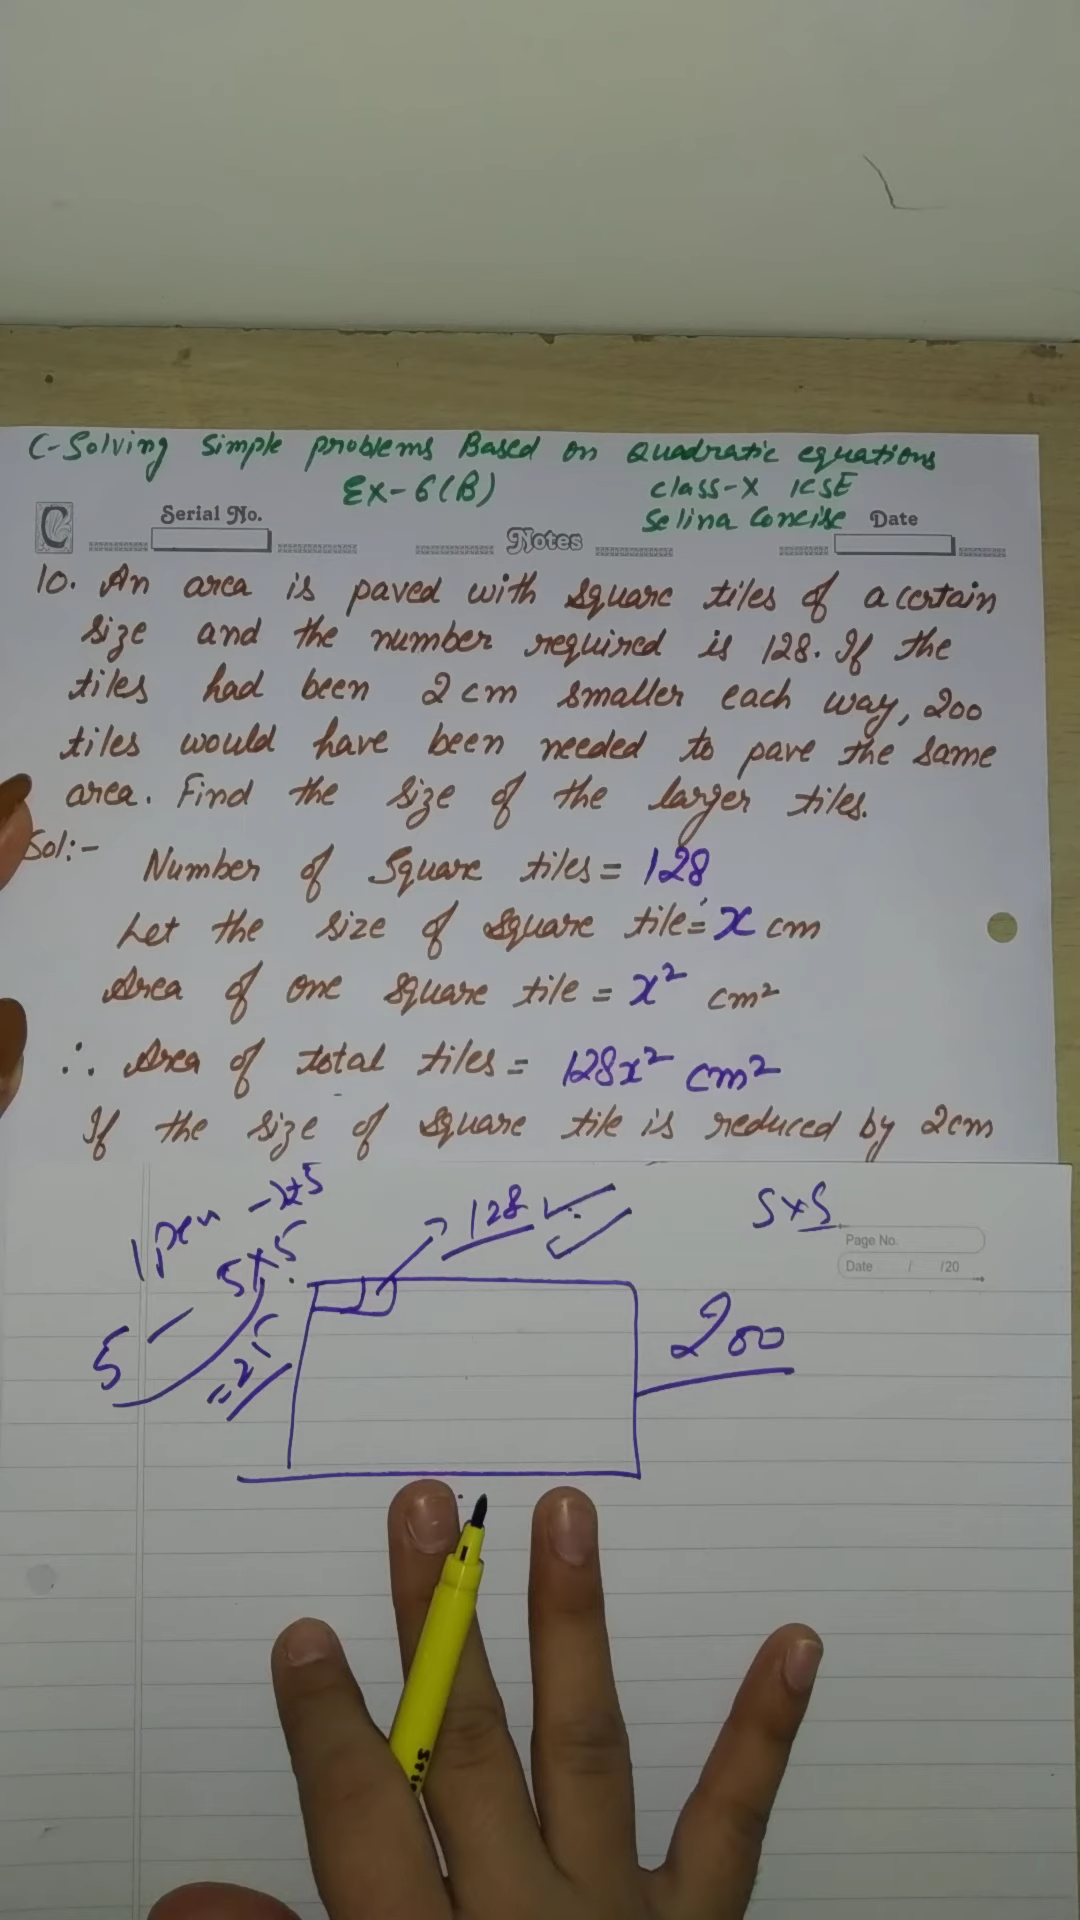 C-Solving Simple problems Based on Quadratic equations
Ex-6(B) Class-X ICSE
Selina Concise
C Serial No. Notes Date
10. An area is paved with square tiles of a certain
size and the number required is 128. If the
tiles had been 2 cm smaller each way, 200
tiles would have been needed to pave the same
area. Find the size of the larger tiles.
Sol:-
Number of Square tiles = 128
Let the size of square tile = x cm
Area of one square tile = x² cm²
∴ Area of total tiles = 128x² cm²
If the size of square tile is reduced by 2cm
1 pen
128
5×5
Page No.
Date / /20
5×5
5
=25
200